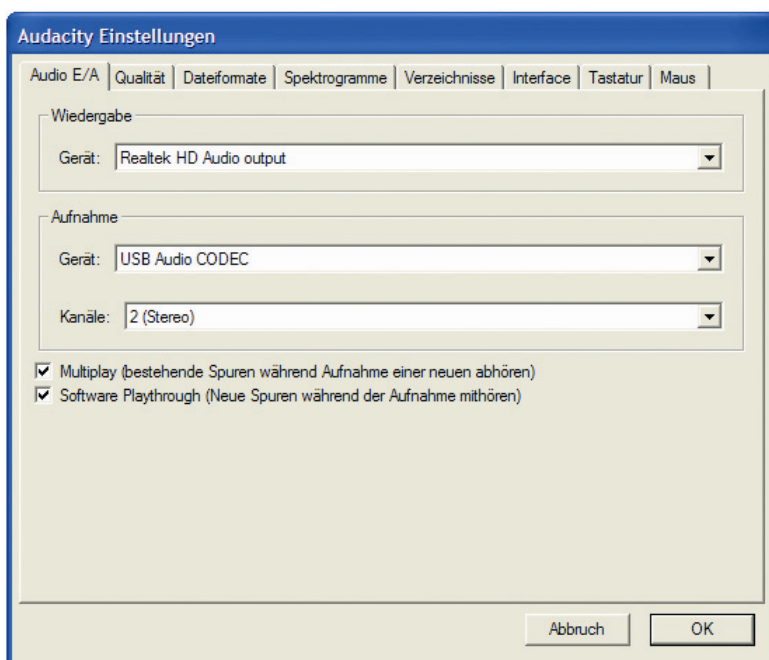 Audacity Einstellungen
Audio E/A Qualität Dateiformate Spektrogramme Verzeichnisse Interface Tastatur Maus
Wiedergabe
Gerät: Realtek HD Audio output
Aufnahme
Gerät: USB Audio CODEC
Kanäle: 2 (Stereo)
Multiplay (bestehende Spuren während Aufnahme einer neuen abhören)
Software Playthrough (Neue Spuren während der Aufnahme mithören)
Abbruch OK